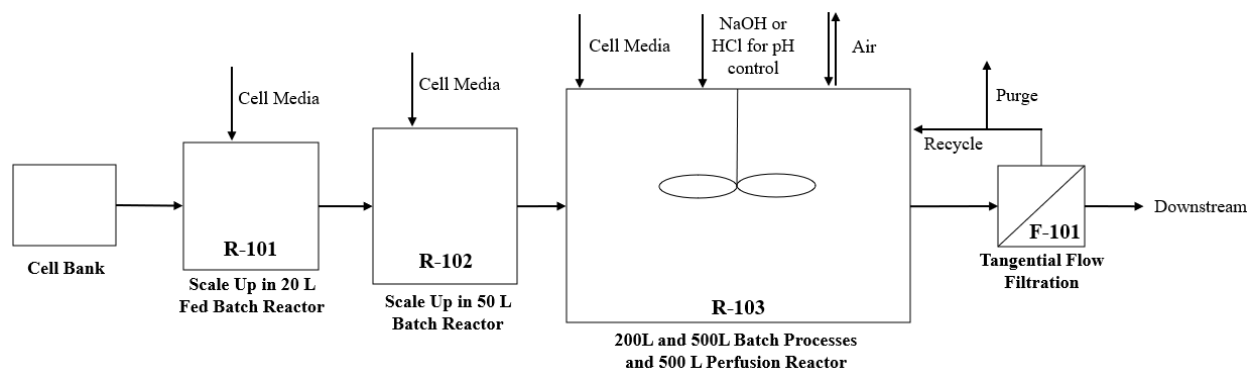 Cell Bank
Cell Media
R-101
Scale Up in 20 L
Fed Batch Reactor
Cell Media
R-102
Scale Up in 50 L
Batch Reactor
Cell Media
NaOH or
HCl for pH
control
Air
R-103
200L and 500L Batch Processes
and 500 L Perfusion Reactor
Purge
Recycle
F-101
Tangential Flow
Filtration
Downstream